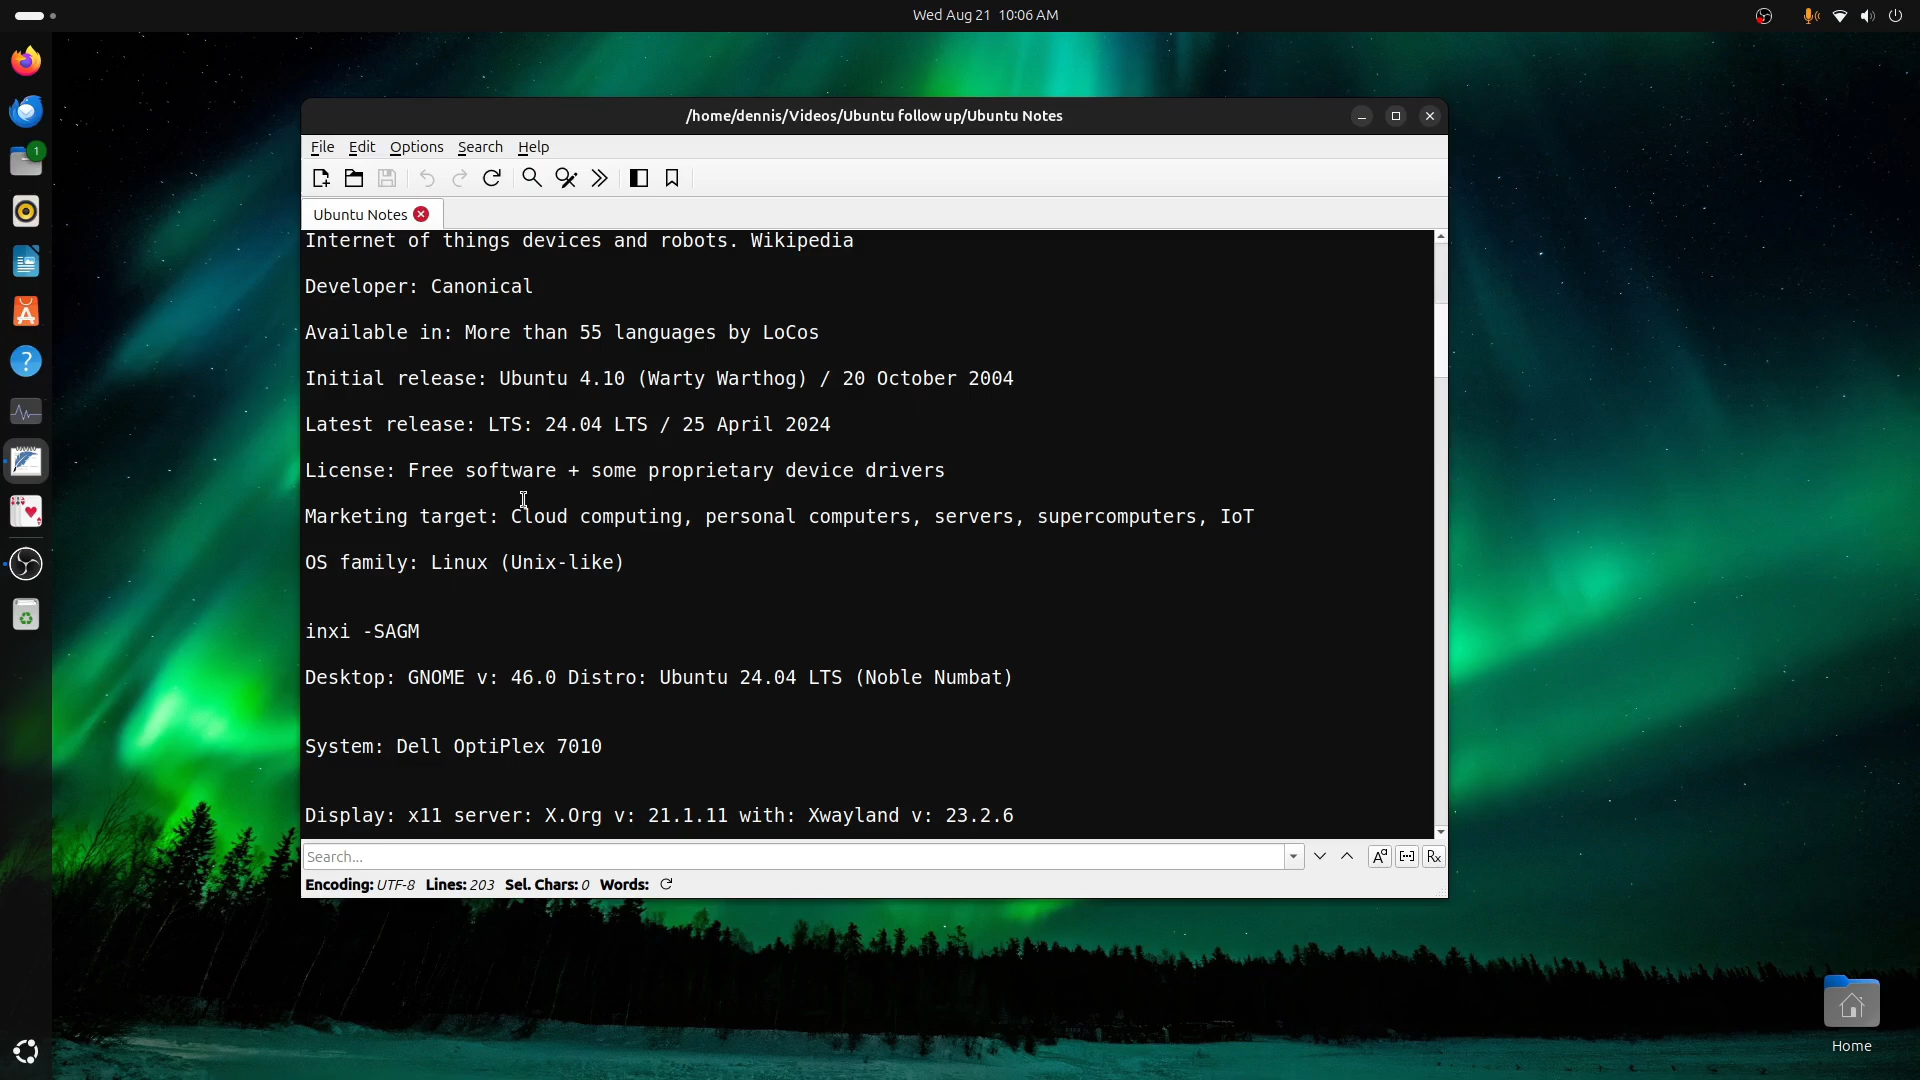 Wed Aug 21 10:06 AM
/home/dennis/Videos/Ubuntu follow up/Ubuntu Notes
File Edit Options Search Help
Ubuntu Notes
Internet of things devices and robots. Wikipedia
Developer: Canonical
Available in: More than 55 languages by LoCos
Initial release: Ubuntu 4.10 (Warty Warthog) / 20 October 2004
Latest release: LTS: 24.04 LTS / 25 April 2024
License: Free software + some proprietary device drivers
Marketing target: Cloud computing, personal computers, servers, supercomputers, IoT
OS family: Linux (Unix-like)
inxi -SAGM
Desktop: GNOME v: 46.0 Distro: Ubuntu 24.04 LTS (Noble Numbat)
System: Dell OptiPlex 7010
Display: x11 server: X.Org v: 21.1.11 with: Xwayland v: 23.2.6
Search...
Encoding: UTF-8 Lines: 203 Sel. Chars: 0 Words:
1
Home